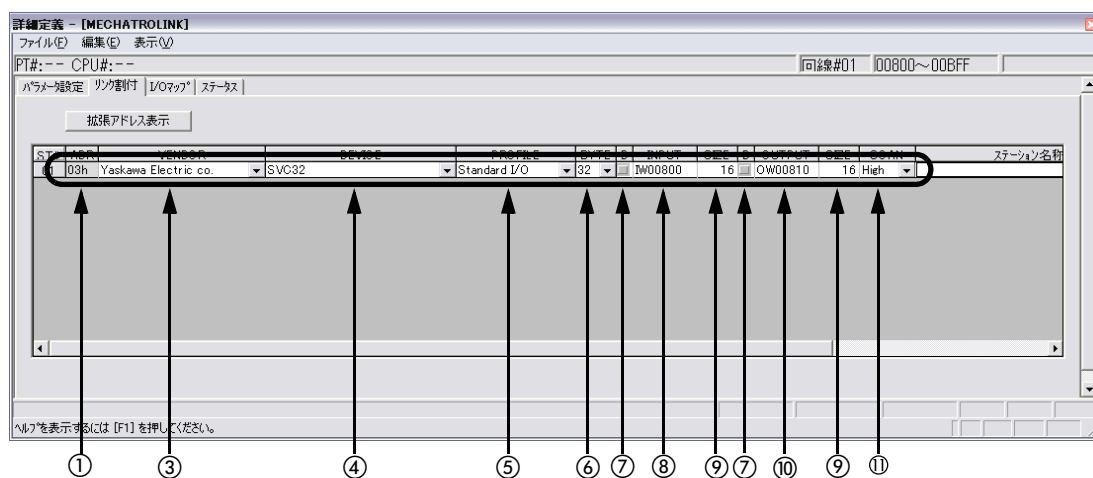 詳細定義 - [MECHATROLINK]
ファイル(F) 編集(E) 表示(V)
PT#:-- CPU#:-- 回線#01 00800～00BFF
パラメータ設定 リンク割付 I/Oマップ ステータス
拡張アドレス表示
ST# ADR VENDOR DEVICE PROFILE BYTE D INPUT SIZE D OUTPUT SIZE SCAN ステーション名称
01 03h Yaskawa Electric co. SVC32 Standard I/O 32 IW00800 16 OW00810 16 High
ヘルプを表示するには [F1] を押してください。
① ③ ④ ⑤ ⑥ ⑦ ⑧ ⑨ ⑦ ⑩ ⑨ ⑪